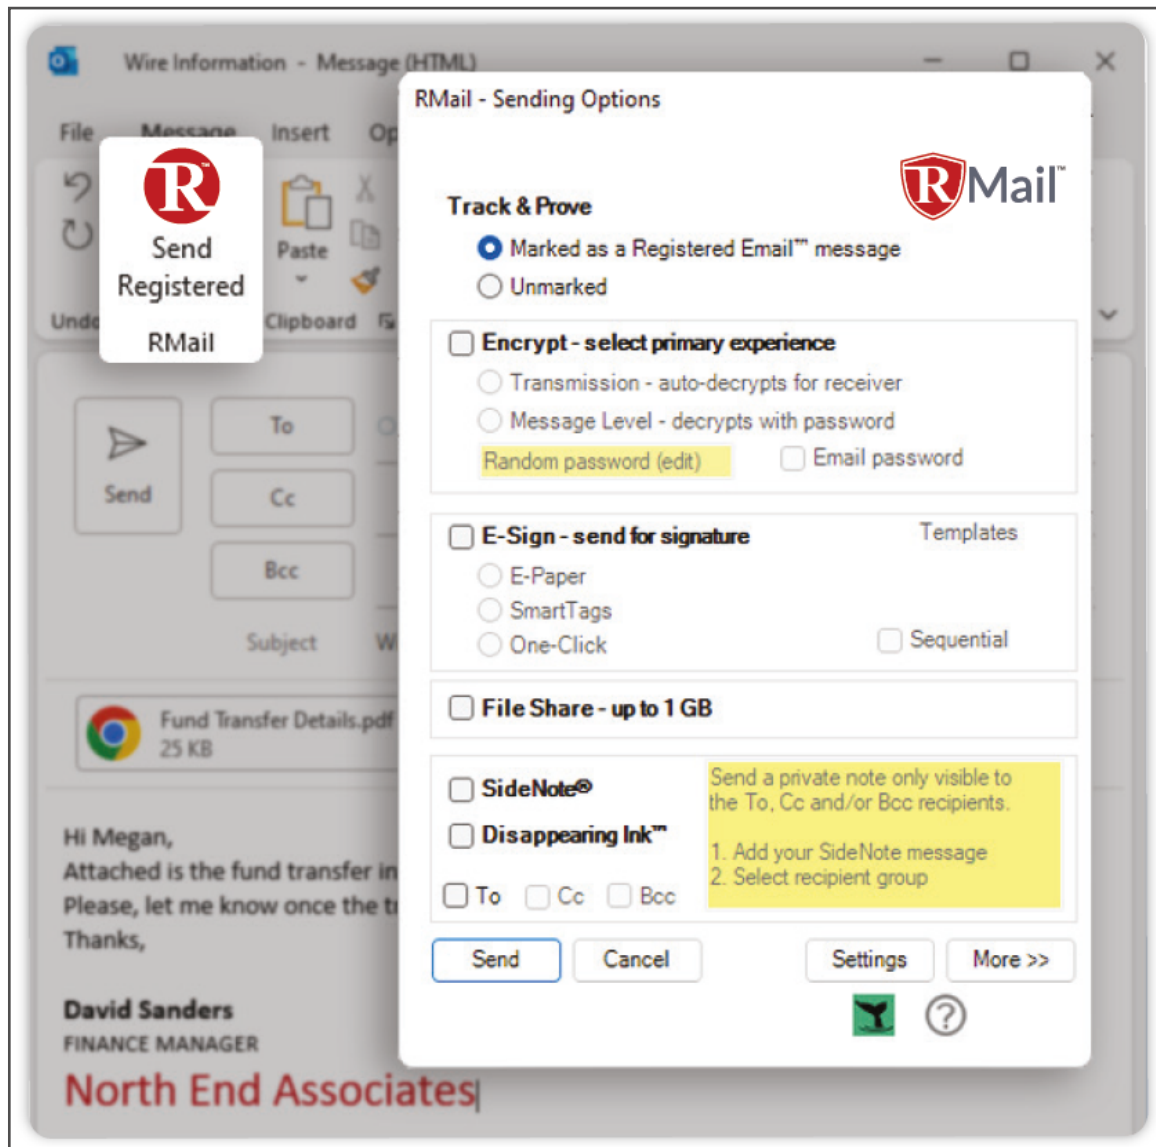 Wire Information - Message (HTML)
File Message Insert Op
R™
Send
Registered
RMail
Undo
Paste
Clipboard
Send
To
Cc
Bcc
Subject
Fund Transfer Details.pdf
25 KB
Hi Megan,
Attached is the fund transfer in
Please, let me know once the
Thanks,
David Sanders
FINANCE MANAGER
North End Associates
RMail - Sending Options
RMail™
Track & Prove
Marked as a Registered Email™ message
Unmarked
Encrypt - select primary experience
Transmission - auto-decrypts for receiver
Message Level - decrypts with password
Random password (edit) Email password
E-Sign - send for signature Templates
E-Paper
SmartTags
One-Click Sequential
File Share - up to 1 GB
SideNote®
Disappearing Ink™
To Cc Bcc
Send a private note only visible to
the To, Cc and/or Bcc recipients.
1. Add your SideNote message
2. Select recipient group
Send Cancel Settings More >>
?